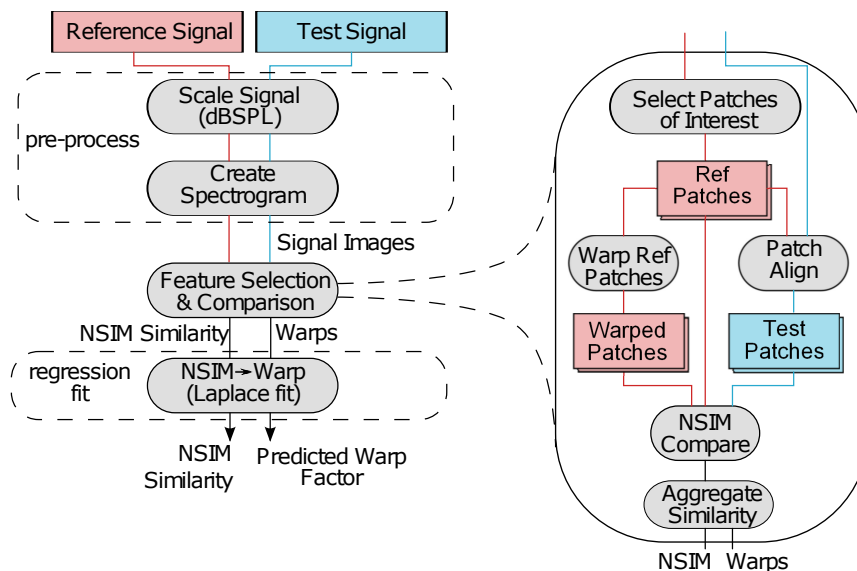 Reference Signal
Test Signal
Scale Signal
(dBSPL)
pre-process
Create
Spectrogram
Signal Images
Feature Selection
& Comparison
NSIM Similarity
Warps
regression
fit
NSIM→Warp
(Laplace fit)
NSIM
Similarity
Predicted Warp
Factor
Select Patches
of Interest
Ref
Patches
Warp Ref
Patches
Patch
Align
Warped
Patches
Test
Patches
NSIM
Compare
Aggregate
Similarity
NSIM
Warps